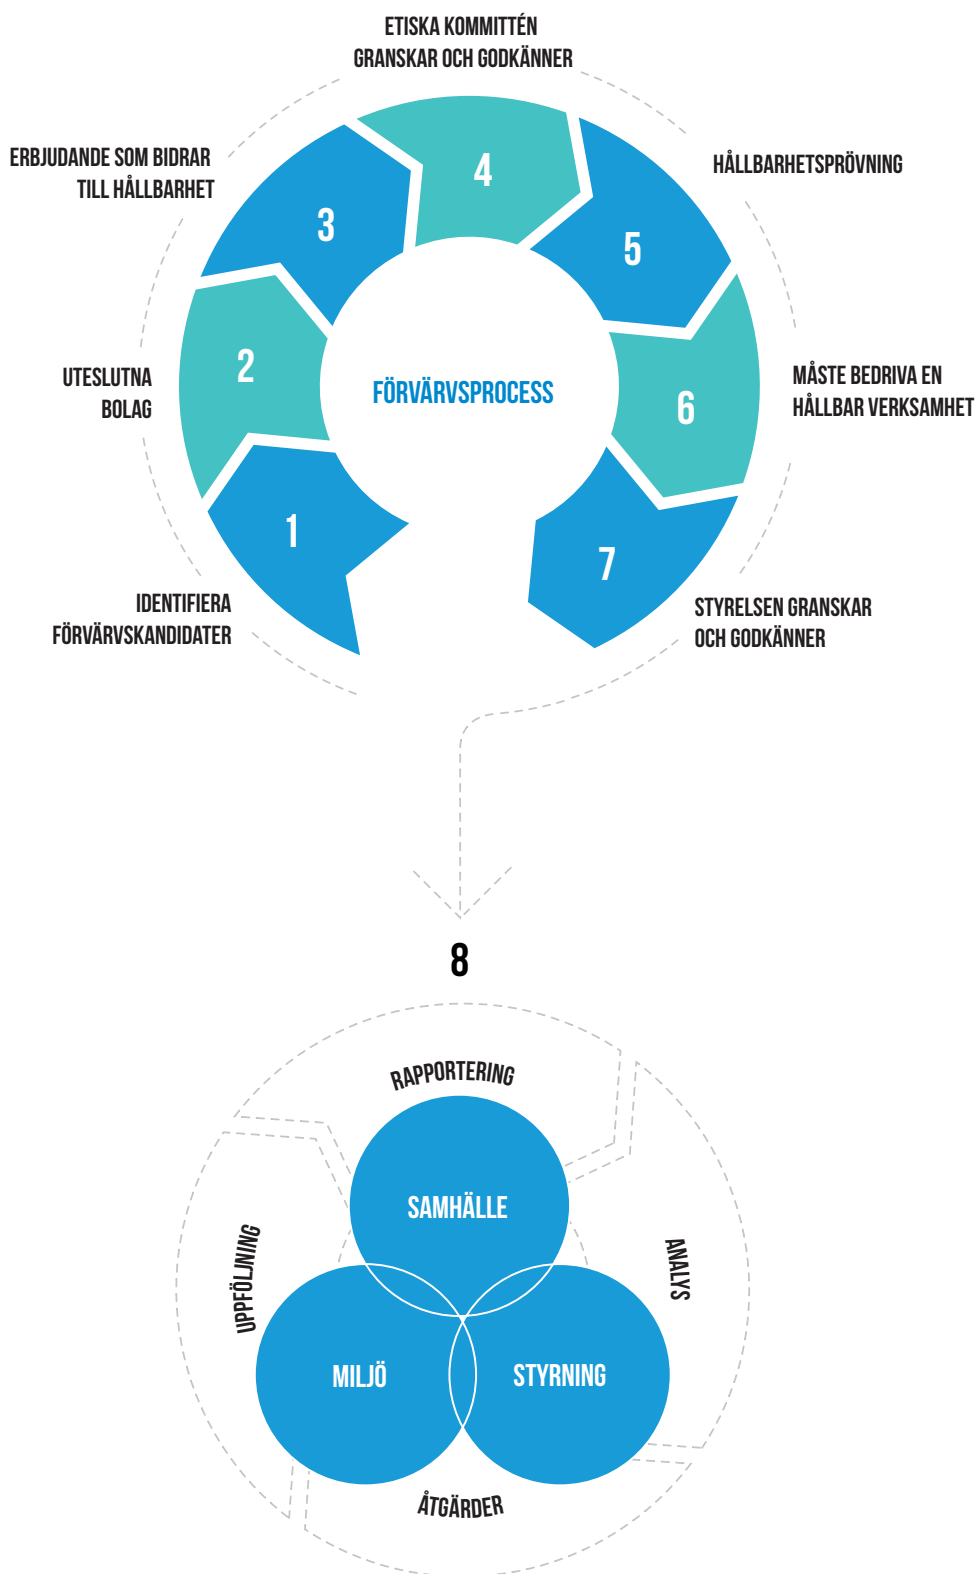 ETISKA KOMMITTÉN
GRANSKAR OCH GODKÄNNER
ERBJUDANDE SOM BIDRAR
TILL HÅLLBARHET
HÅLLBARHETSPRÖVNING
4
3
5
UTESLUTNA
BOLAG
2
FÖRVÄRVSPROCESS
6
MÅSTE BEDRIVA EN
HÅLLBAR VERKSAMHET
1
7
IDENTIFIERA
FÖRVÄRVSKANDIDATER
STYRELSEN GRANSKAR
OCH GODKÄNNER
8
RAPPORTERING
SAMHÄLLE
UPPFÖLJNING
ANALYS
MILJÖ
STYRNING
ÅTGÄRDER